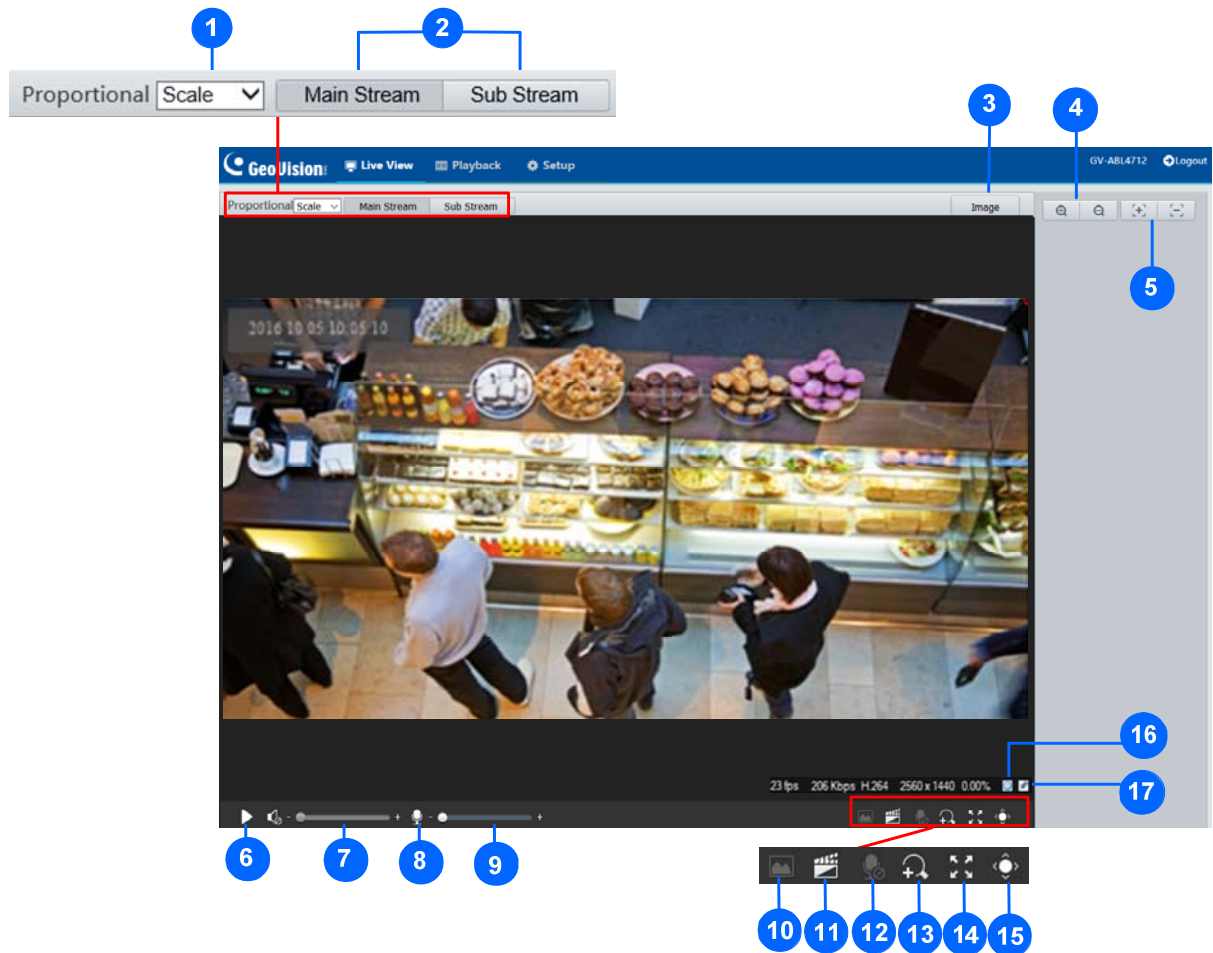 1
2
Proportional Scale Main Stream Sub Stream
3
4
GeoVision Live View Playback Setup GV-ABL4712 Logout
Proportional Scale Main Stream Sub Stream Image
5
2016 10 05 10:05:10
16
23 fps 206 Kbps H.264 2560 x 1440 0.00%
17
- + - +
6 7 8 9
10 11 12 13 14 15